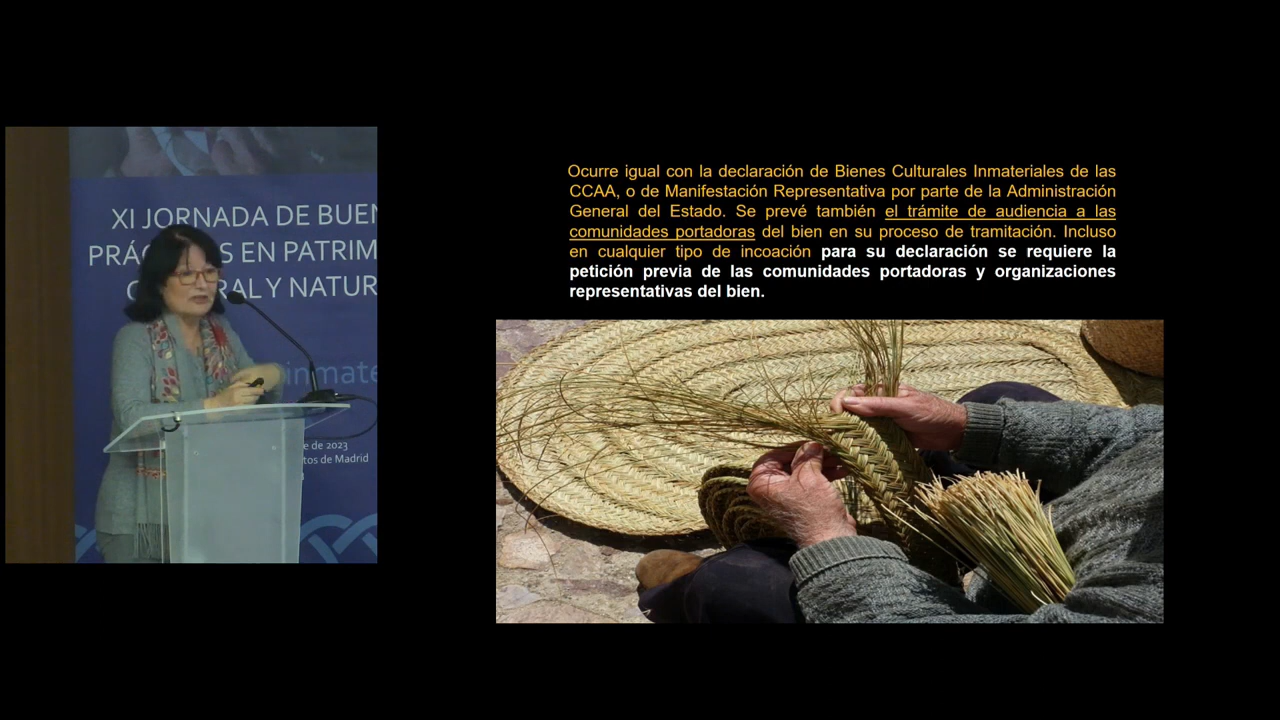 XI JORNADA DE BUEN
PRÁC S EN PATRIM
C RAL Y NATUR
inmate
e de 2023
tos de Madrid
Ocurre igual con la declaración de Bienes Culturales Inmateriales de las
CCAA, o de Manifestación Representativa por parte de la Administración
General del Estado. Se prevé también el trámite de audiencia a las
comunidades portadoras del bien en su proceso de tramitación. Incluso
en cualquier tipo de incoación para su declaración se requiere la
petición previa de las comunidades portadoras y organizaciones
representativas del bien.